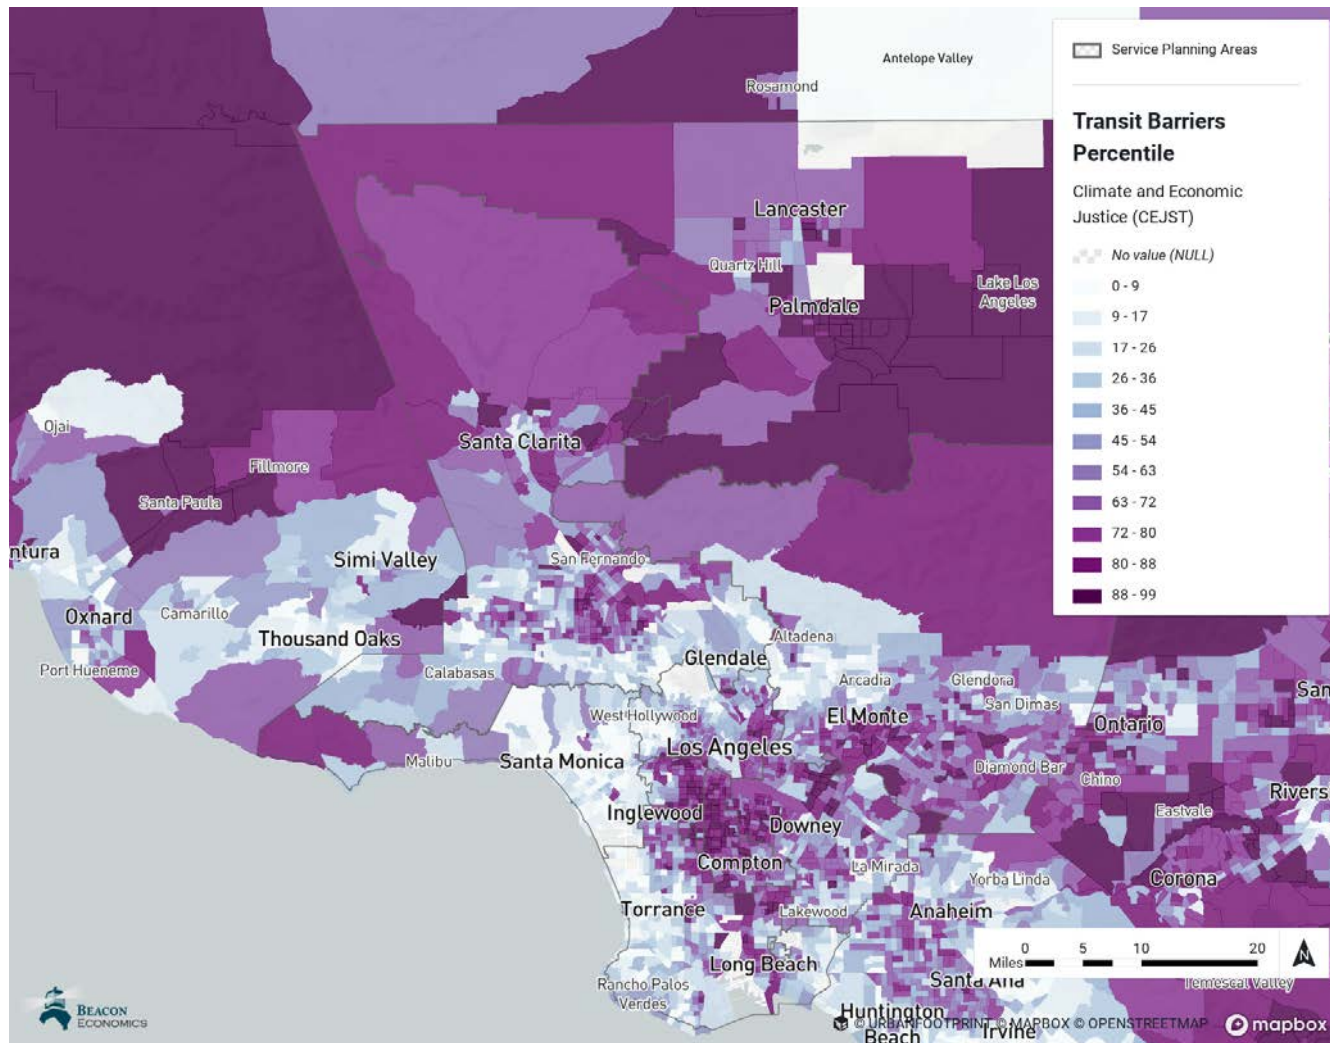 Service Planning Areas
Transit Barriers
Percentile
Climate and Economic
Justice (CEJST)
No value (NULL)
0 - 9
9 - 17
17 - 26
26 - 36
36 - 45
45 - 54
54 - 63
63 - 72
72 - 80
80 - 88
88 - 99
Antelope Valley
Rosamond
Lancaster
Quartz Hill
Lake Los
Angeles
Palmdale
Ojai
Santa Clarita
Fillmore
Santa Paula
ntura
Simi Valley
San Fernando
Oxnard
Camarillo
Thousand Oaks
Altadena
Port Hueneme
Calabasas
Glendale
Arcadia
Glendora
San
West Hollywood
El Monte
San Dimas
Ontario
Los Angeles
Malibu
Santa Monica
Diamond Bar
Chino
Rivers
Inglewood
Downey
Eastvale
Compton
La Mirada
Yorba Linda
Corona
Torrance
Lakewood
Anaheim
Long Beach
Rancho Palos
Verdes
Santa Ana
Temescal Valley
Huntington
Beach
Irvine
0 5 10 20
Miles
N
BEACON
ECONOMICS
© URBANFOOTPRINT © MAPBOX © OPENSTREETMAP
mapbox